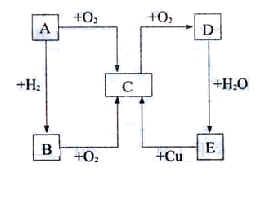 A +O₂ +O₂ D
+H₂ C +H₂O
B +O₂ +Cu E